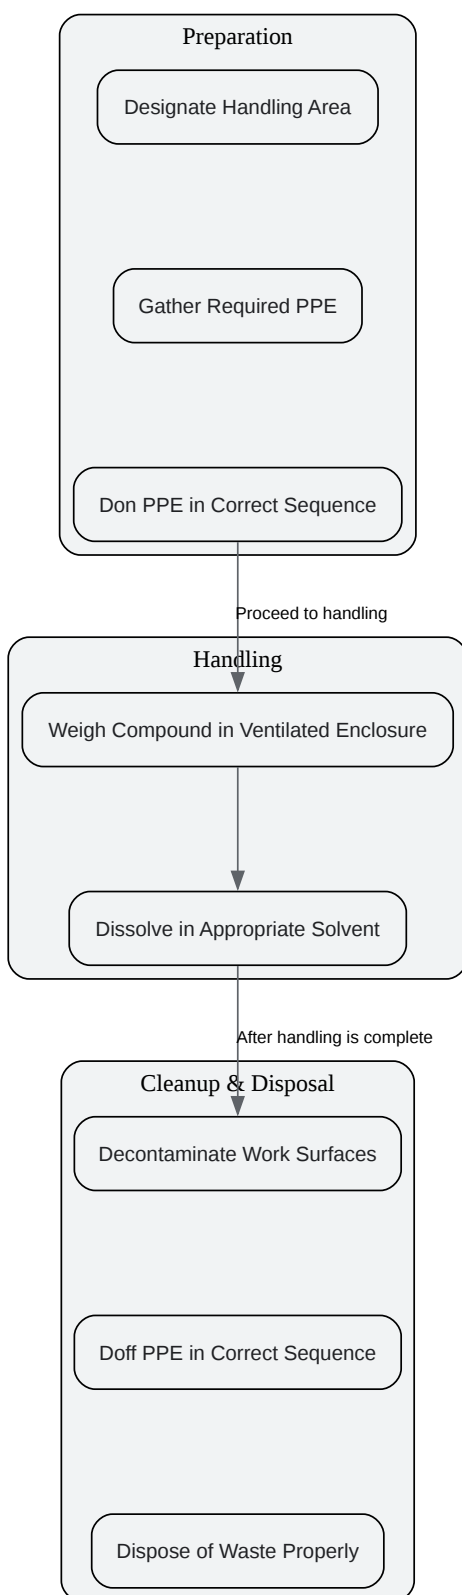 Preparation
Designate Handling Area
Gather Required PPE
Don PPE in Correct Sequence
Proceed to handling
Handling
Weigh Compound in Ventilated Enclosure
Dissolve in Appropriate Solvent
After handling is complete
Cleanup & Disposal
Decontaminate Work Surfaces
Doff PPE in Correct Sequence
Dispose of Waste Properly